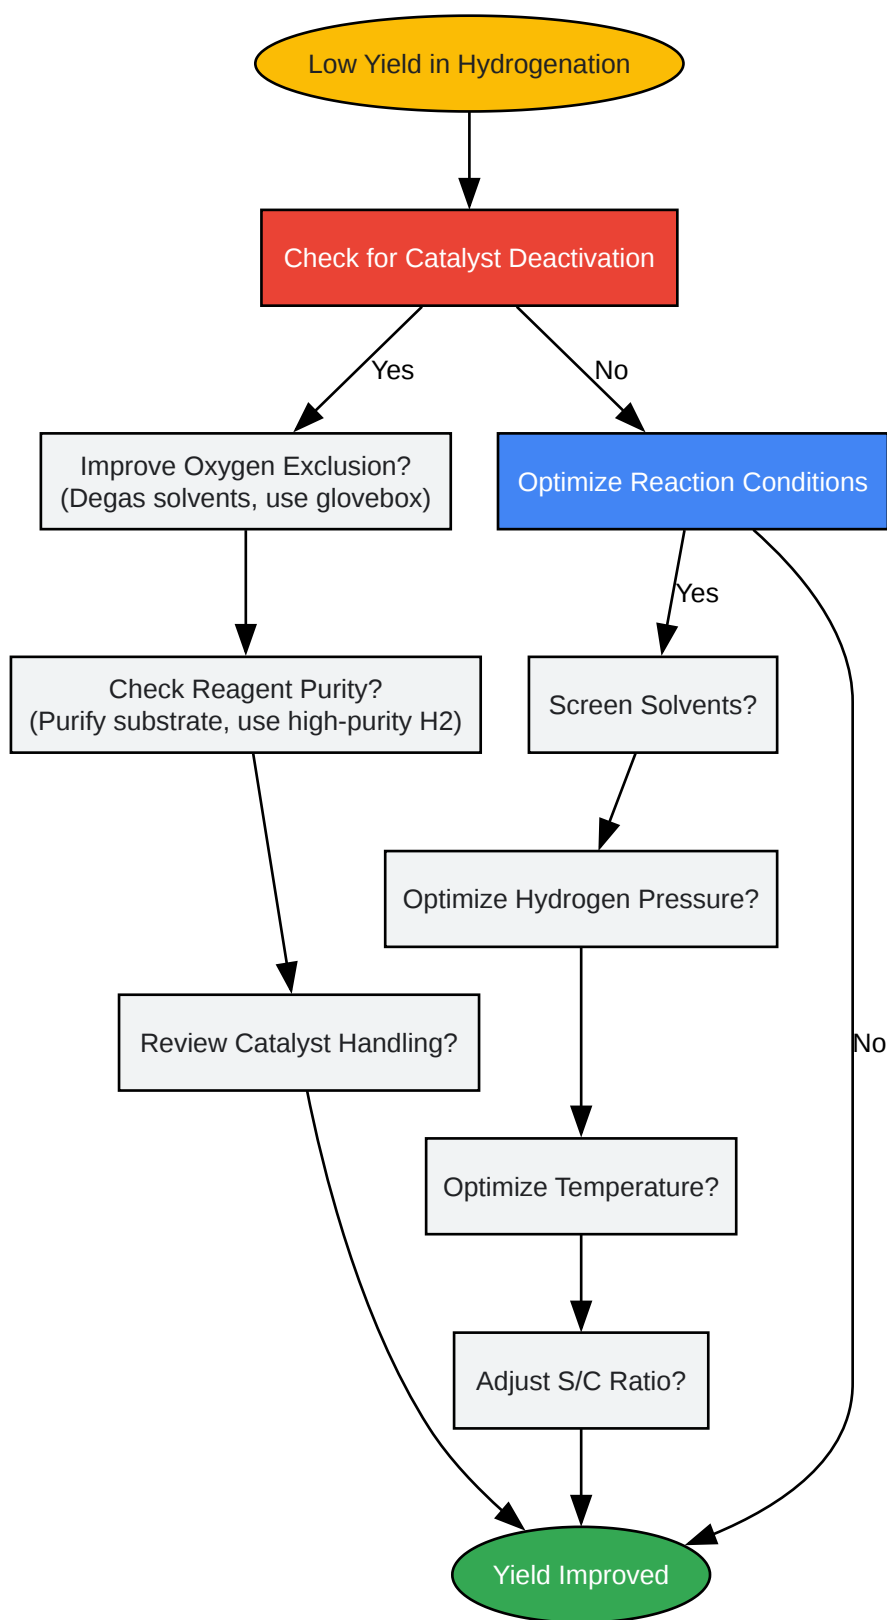 Low Yield in Hydrogenation
Check for Catalyst Deactivation
Yes
No
Improve Oxygen Exclusion?
(Degas solvents, use glovebox)
Optimize Reaction Conditions
Yes
Check Reagent Purity?
(Purify substrate, use high-purity H2)
Screen Solvents?
Optimize Hydrogen Pressure?
Review Catalyst Handling?
No
Optimize Temperature?
Adjust S/C Ratio?
Yield Improved